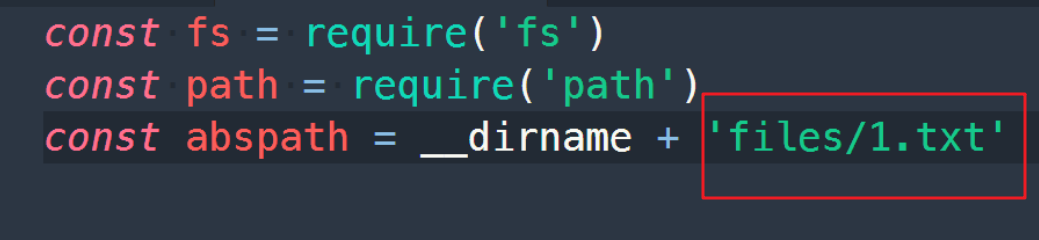 const fs = require('fs')
const path = require('path')
const abspath = __dirname + 'files/1.txt'